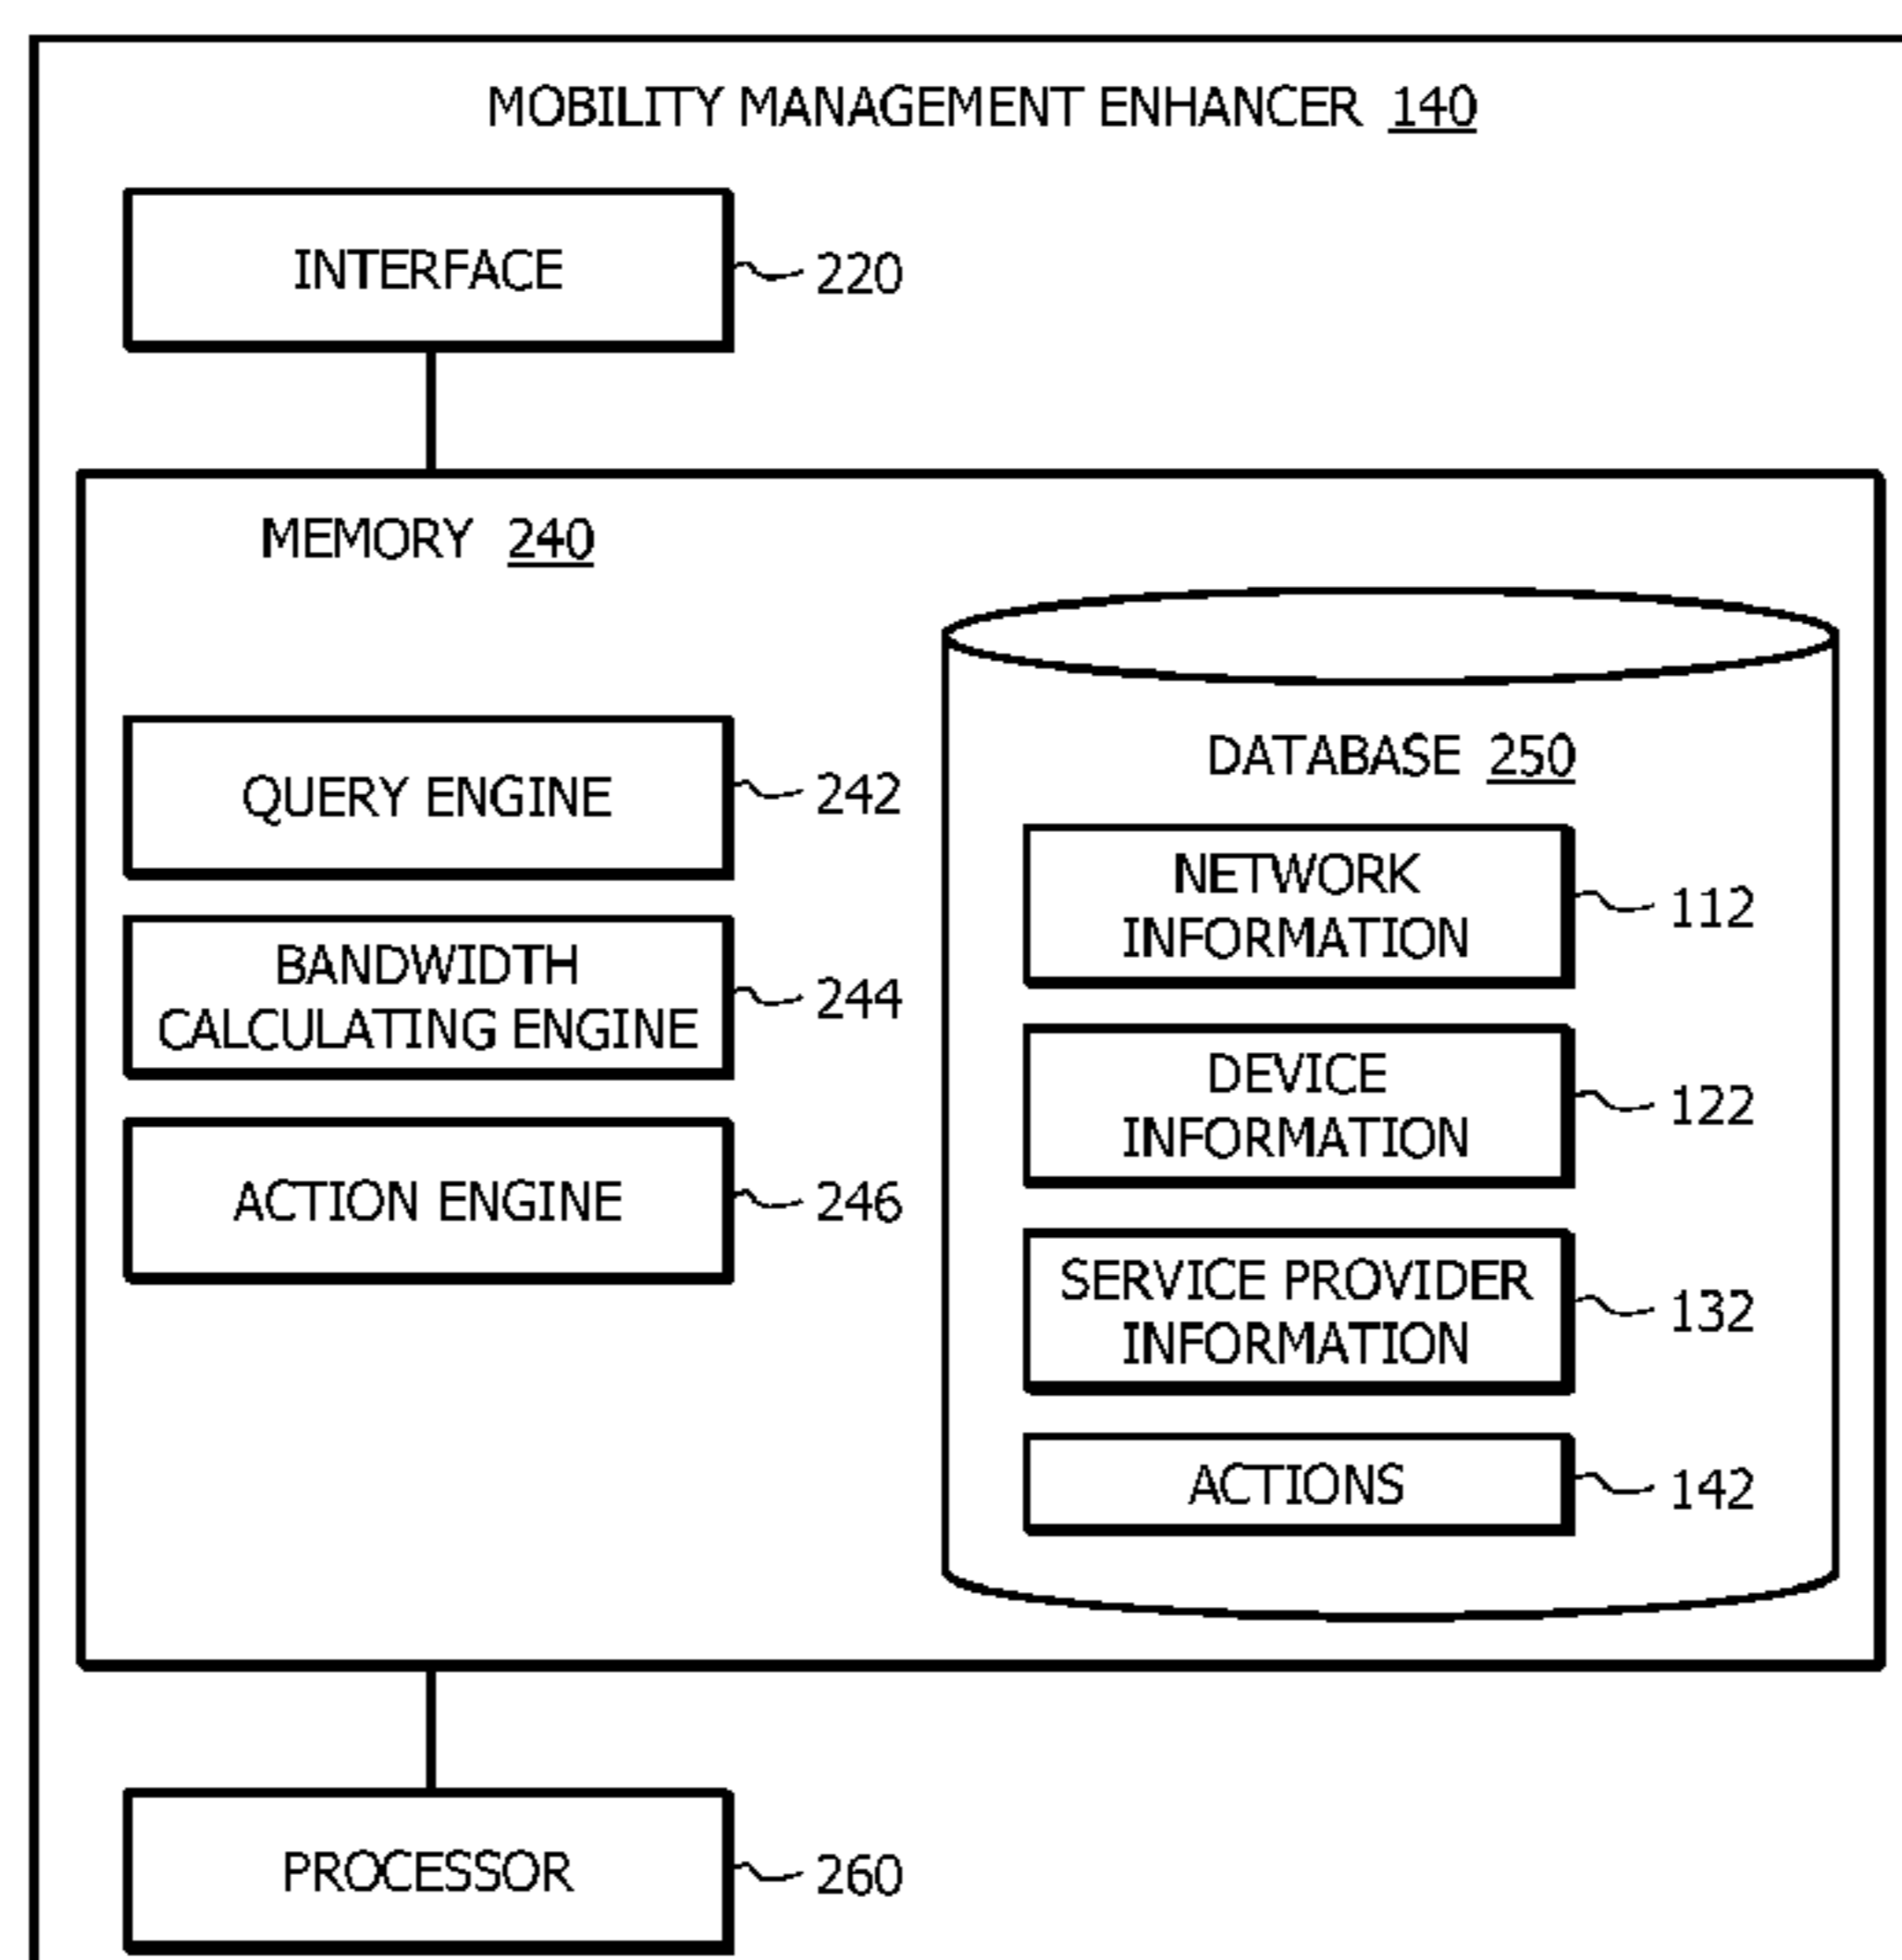 MOBILITY MANAGEMENT ENHANCER 140
INTERFACE
220
MEMORY 240
QUERY ENGINE
242
BANDWIDTH
CALCULATING ENGINE
244
ACTION ENGINE
246
DATABASE 250
NETWORK
INFORMATION
112
DEVICE
INFORMATION
122
SERVICE PROVIDER
INFORMATION
132
ACTIONS
142
PROCESSOR
260